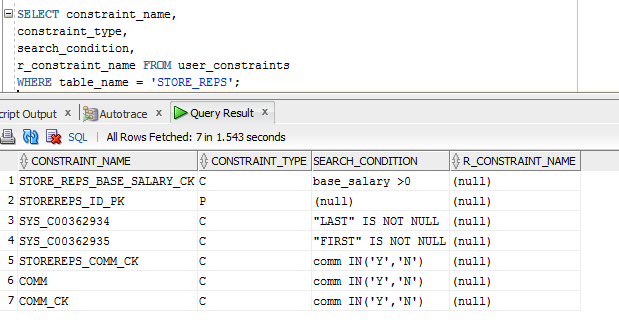 SELECT constraint_name,
constraint_type,
search_condition,
r_constraint_name FROM user_constraints
WHERE table_name = 'STORE_REPS';
cript Output x Autotrace x Query Result x
SQL | All Rows Fetched: 7 in 1.543 seconds
CONSTRAINT_NAME CONSTRAINT_TYPE SEARCH_CONDITION R_CONSTRAINT_NAME
1 STORE_REPS_BASE_SALARY_CK C base_salary >0 (null)
2 STOREREPS_ID_PK P (null) (null)
3 SYS_C00362934 C "LAST" IS NOT NULL (null)
4 SYS_C00362935 C "FIRST" IS NOT NULL (null)
5 STOREREPS_COMM_CK C comm IN('Y','N') (null)
6 COMM C comm IN('Y','N') (null)
7 COMM_CK C comm IN('Y','N') (null)